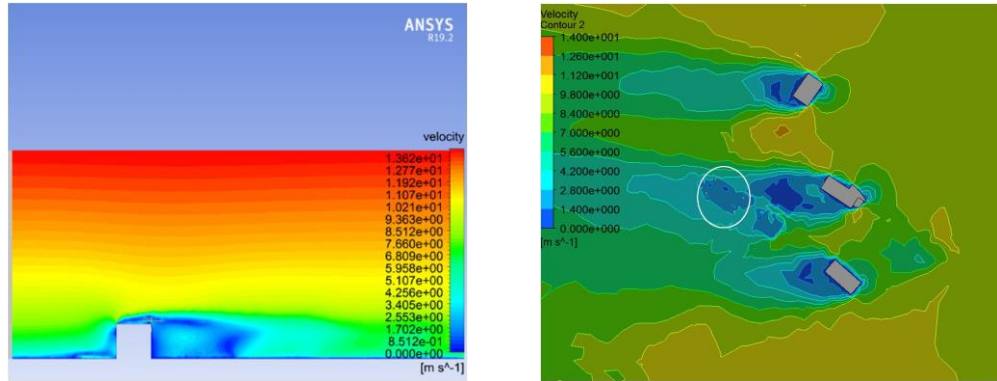 ANSYS
R19.2
velocity
1.362e+01
1.277e+01
1.192e+01
1.107e+01
1.021e+01
9.363e+00
8.512e+00
7.660e+00
6.809e+00
5.958e+00
5.107e+00
4.256e+00
3.405e+00
2.553e+00
1.702e+00
8.512e-01
0.000e+00
[m s^-1]
Velocity
Contour 2
1.400e+001
1.260e+001
1.120e+001
9.800e+000
8.400e+000
7.000e+000
5.600e+000
4.200e+000
2.800e+000
1.400e+000
0.000e+000
[m s^-1]